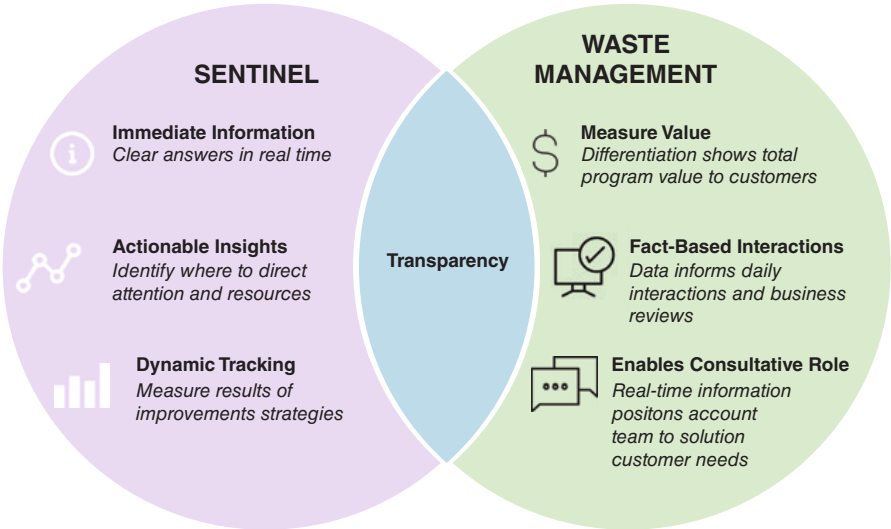 SENTINEL
Immediate Information
Clear answers in real time
Actionable Insights
Identify where to direct
attention and resources
Dynamic Tracking
Measure results of
improvements strategies
Transparency
WASTE
MANAGEMENT
$
Measure Value
Differentiation shows total
program value to customers
Fact-Based Interactions
Data informs daily
interactions and business
reviews
Enables Consultative Role
Real-time information
positons account
team to solution
customer needs